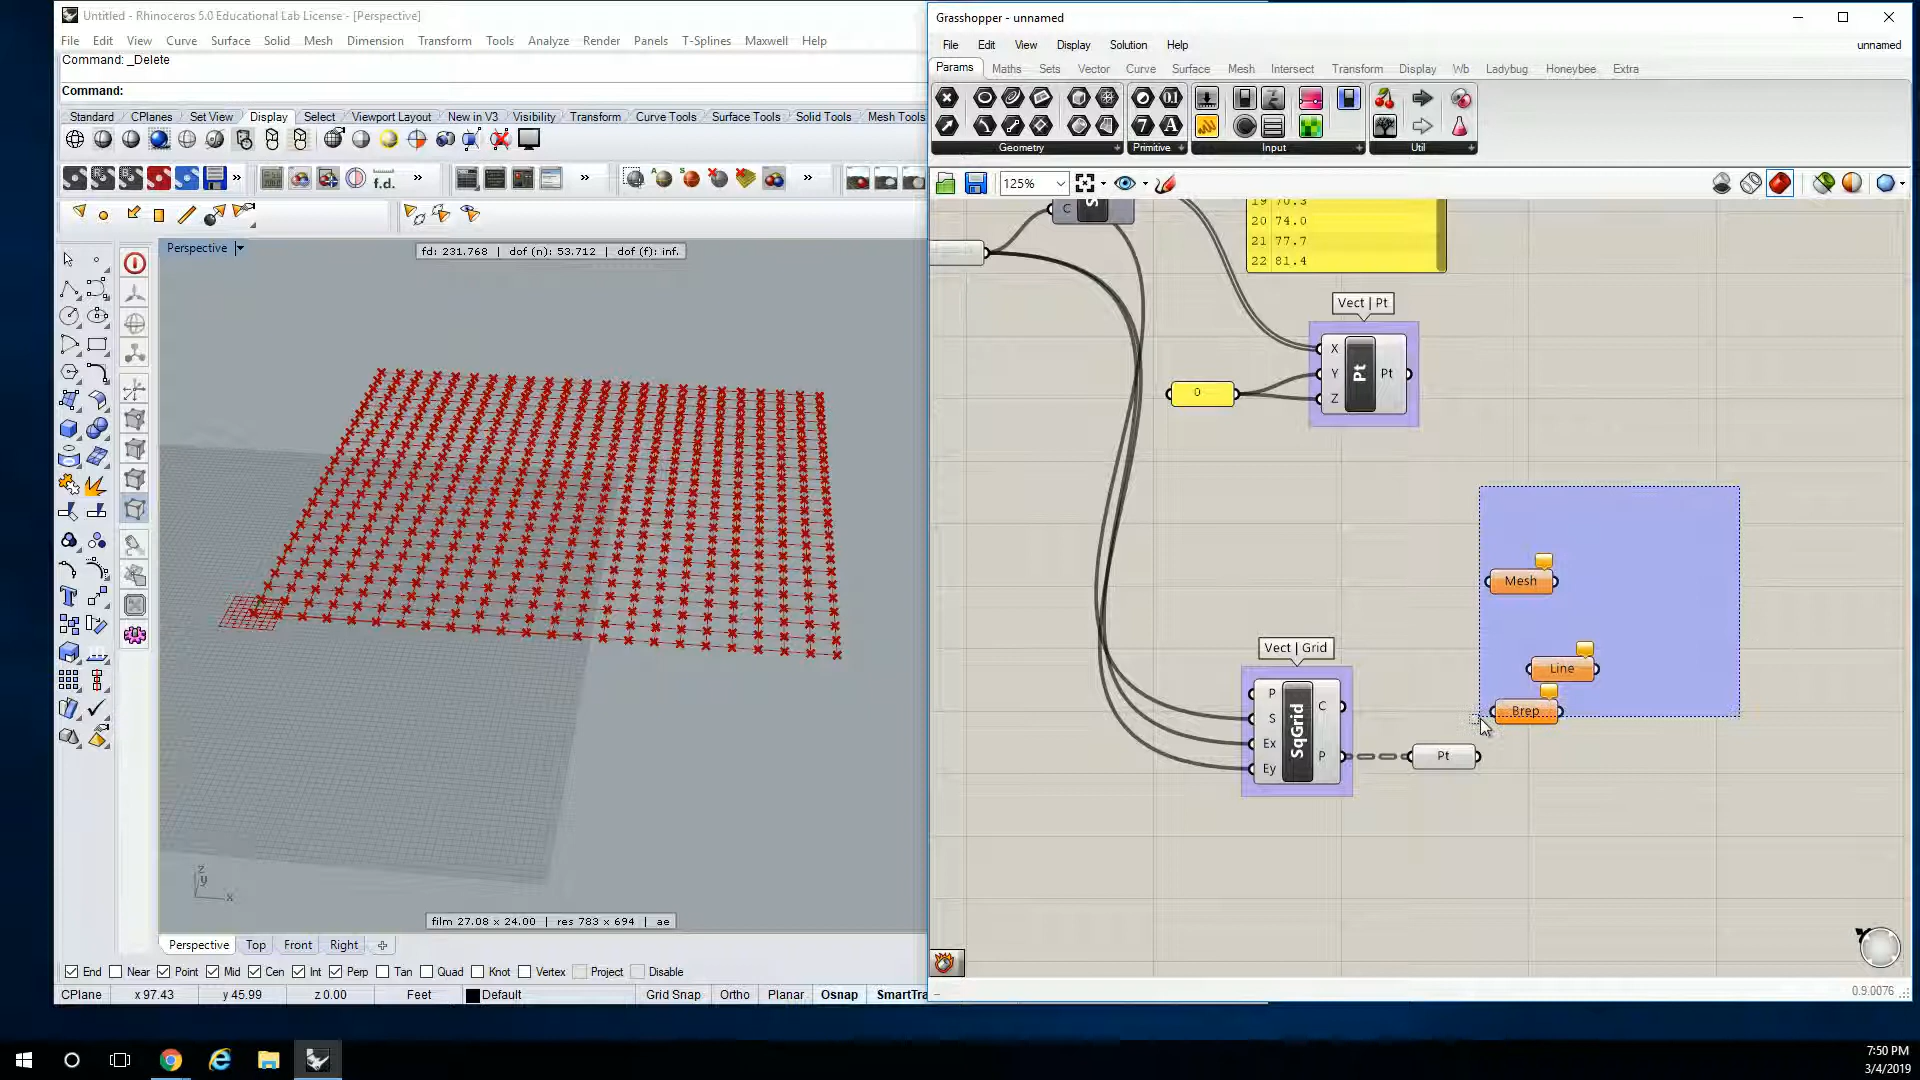 Untitled - Rhinoceros 5.0 Educational Lab License - [Perspective]
File Edit View Curve Surface Solid Mesh Dimension Transform Tools Analyze Render Panels T-Splines Maxwell Help
Command: _Delete
Command:
Standard CPlanes Set View Display Select Viewport Layout New in V3 Visibility Transform Curve Tools Surface Tools Solid Tools Mesh Tools
f.d.
Perspective
fd: 231.768 | dof (n): 53.712 | dof (f): inf.
z
y
x
film 27.08 x 24.00 | res 783 x 694 | ae
Perspective Top Front Right
End Near Point Mid Cen Int Perp Tan Quad Knot Vertex Project Disable
CPlane x 97.43 y 45.99 z 0.00 Feet Default Grid Snap Ortho Planar Osnap SmartTra
Grasshopper - unnamed
File Edit View Display Solution Help unnamed
Params Maths Sets Vector Curve Surface Mesh Intersect Transform Display Wb Ladybug Honeybee Extra
Geometry Primitive Input Util
125%
C
20 74.0
21 77.7
22 81.4
Vect | Pt
X
Y
Z
Pt
Pt
0
Mesh
Line
Brep
Vect | Grid
P
S
Ex
Ey
SqGrid
C
P
Pt
0.9.0076
7:50 PM
3/4/2019